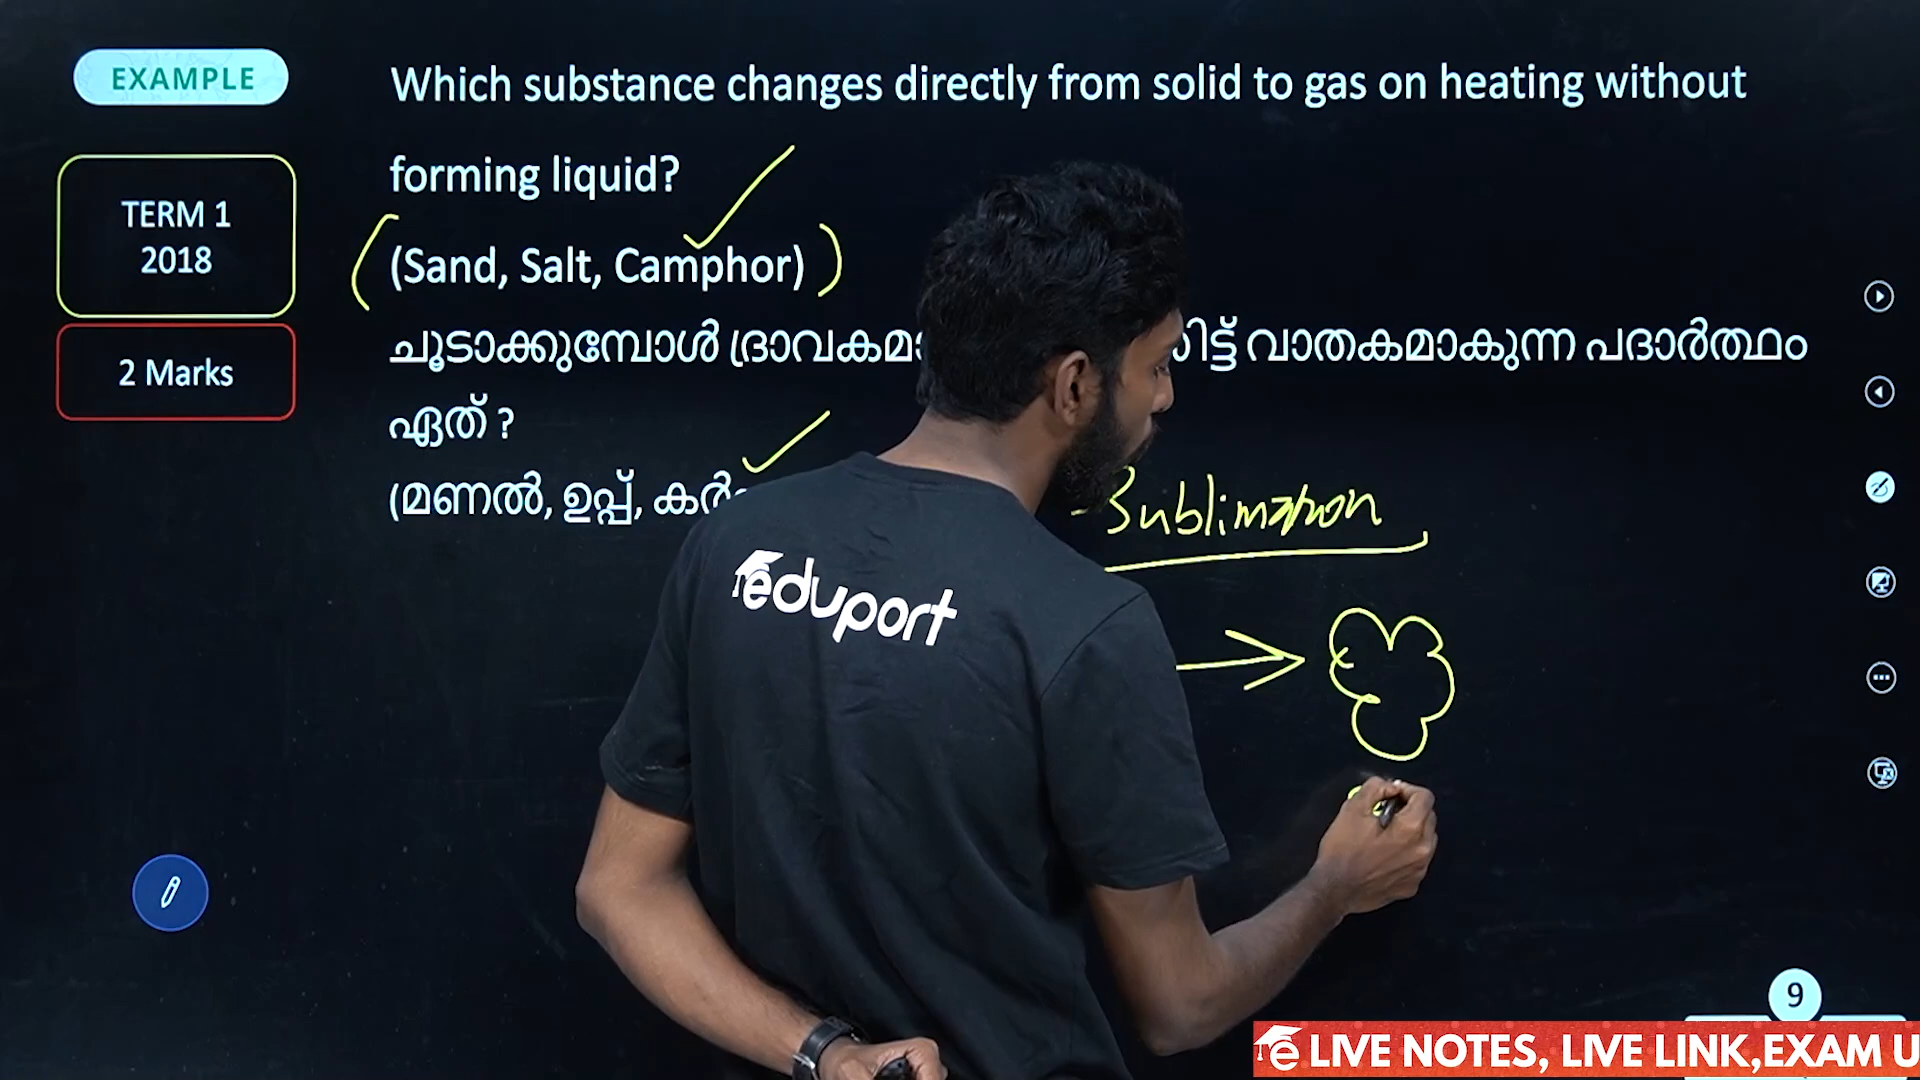 EXAMPLE
Which substance changes directly from solid to gas on heating without
forming liquid?
TERM 1
2018
(Sand, Salt, Camphor)
2 Marks
ചൂടാക്കുമ്പോൾ വാതകമാകുന്ന പദാർത്ഥം
ഏത് ?
(മണൽ, ഉപ്പ്,
Sublimation
eduport
9
LIVE NOTES, LIVE LINK,EXAM U